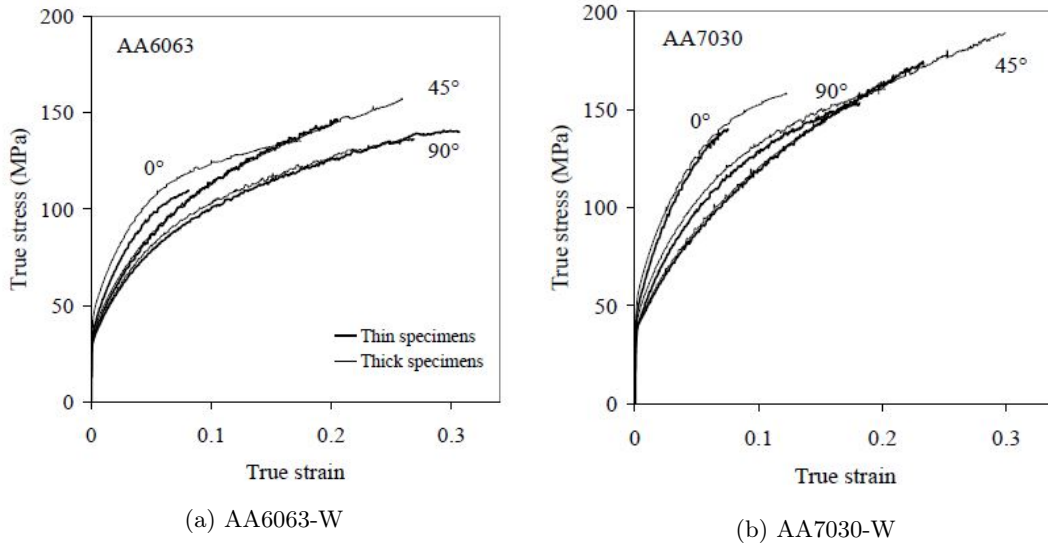 200
150
100
50
0
True stress (MPa)
AA6063
45°
0°
90°
Thin specimens
Thick specimens
0 0.1 0.2 0.3
True strain
(a) AA6063-W
200
150
100
50
0
True stress (MPa)
AA7030
45°
90°
0°
0 0.1 0.2 0.3
True strain
(b) AA7030-W